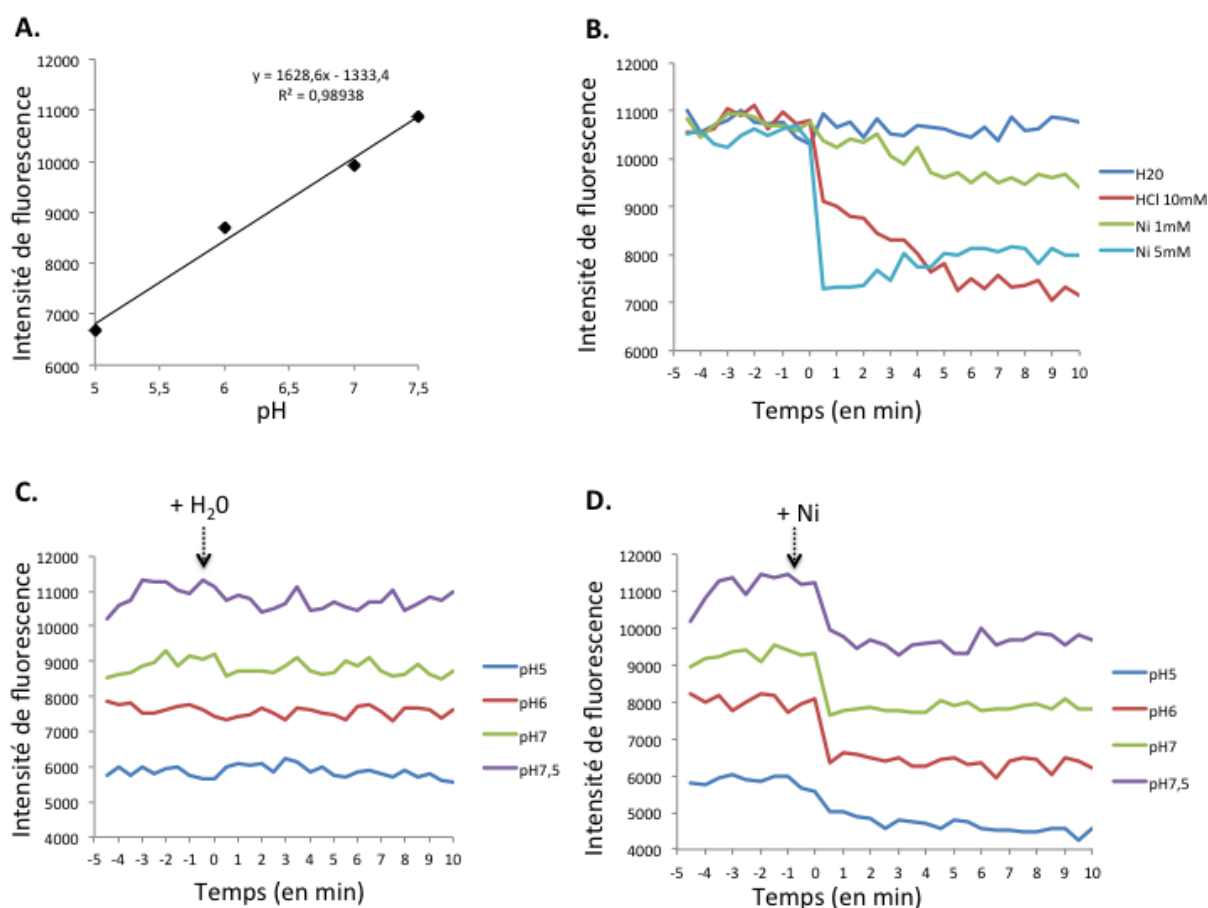 A.
Intensité de fluorescence
12000
11000
10000
9000
8000
7000
6000
y = 1628,6x - 1333,4
R² = 0,98938
5
5,5
6
6,5
7
7,5
pH
B.
Intensité de fluorescence
12000
11000
10000
9000
8000
7000
6000
-5 -4 -3 -2 -1 0 1 2 3 4 5 6 7 8 9 10
Temps (en min)
H20
HCl 10mM
Ni 1mM
Ni 5mM
C.
+ H₂0
Intensité de fluorescence
12000
11000
10000
9000
8000
7000
6000
5000
4000
-5 -4 -3 -2 -1 0 1 2 3 4 5 6 7 8 9 10
Temps (en min)
pH5
pH6
pH7
pH7,5
D.
+ Ni
Intensité de fluorescence
12000
11000
10000
9000
8000
7000
6000
5000
4000
-5 -4 -3 -2 -1 0 1 2 3 4 5 6 7 8 9 10
Temps (en min)
pH5
pH6
pH7
pH7,5